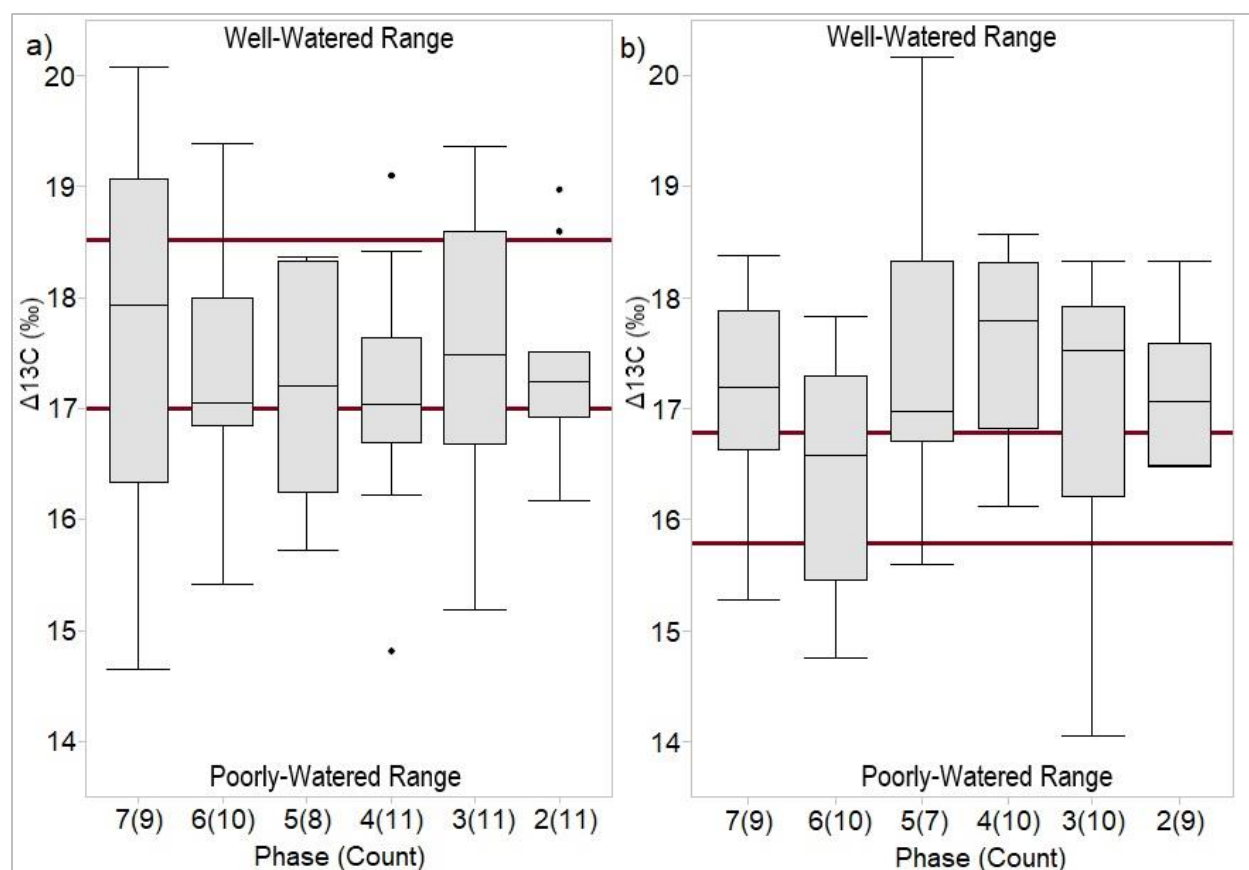 a)
Well-Watered Range
20
19
18
17
16
15
14
Δ13C (‰)
Poorly-Watered Range
7(9) 6(10) 5(8) 4(11) 3(11) 2(11)
Phase (Count)
b)
Well-Watered Range
20
19
18
17
16
15
14
Δ13C (‰)
Poorly-Watered Range
7(9) 6(10) 5(7) 4(10) 3(10) 2(9)
Phase (Count)